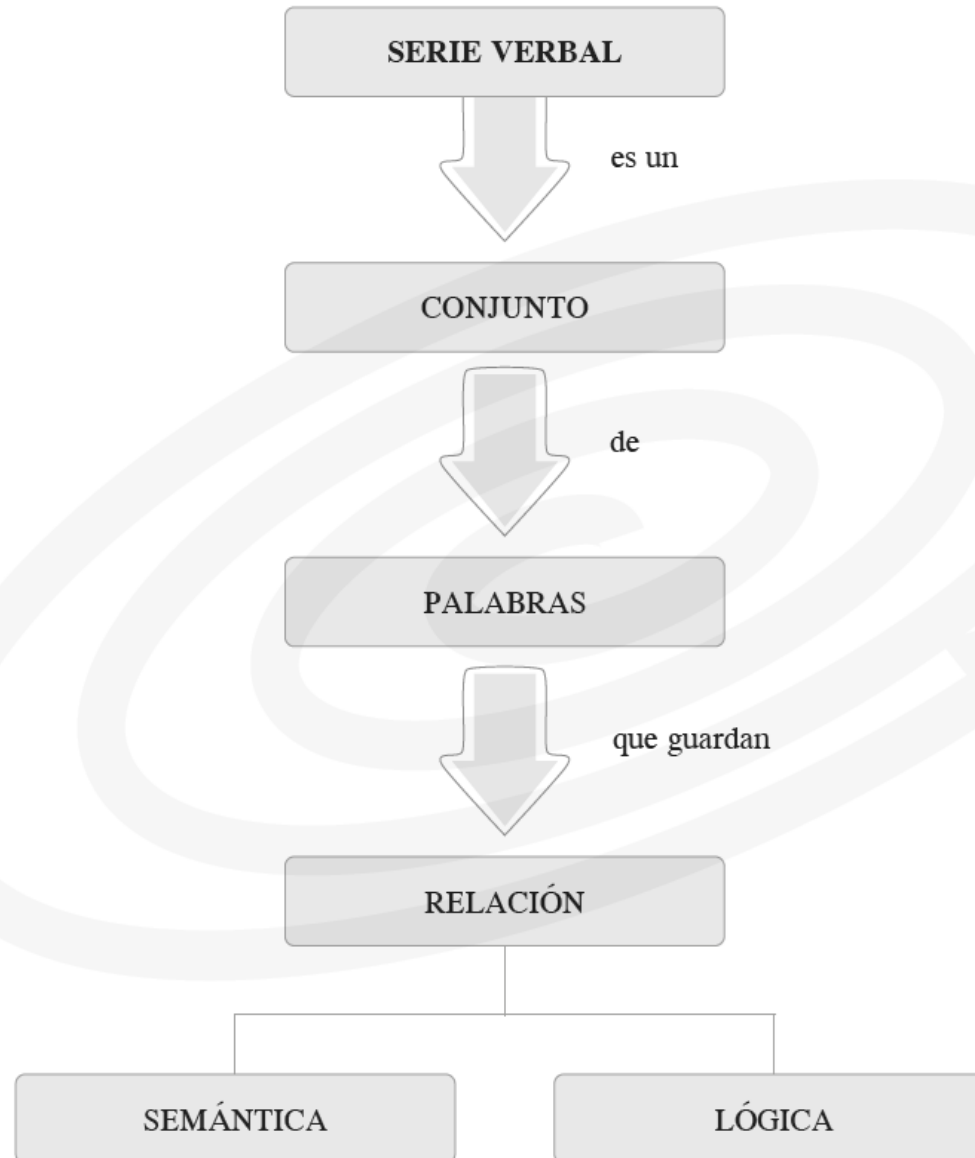 SERIE VERBAL
es un
CONJUNTO
de
PALABRAS
que guardan
RELACIÓN
SEMÁNTICA
LÓGICA